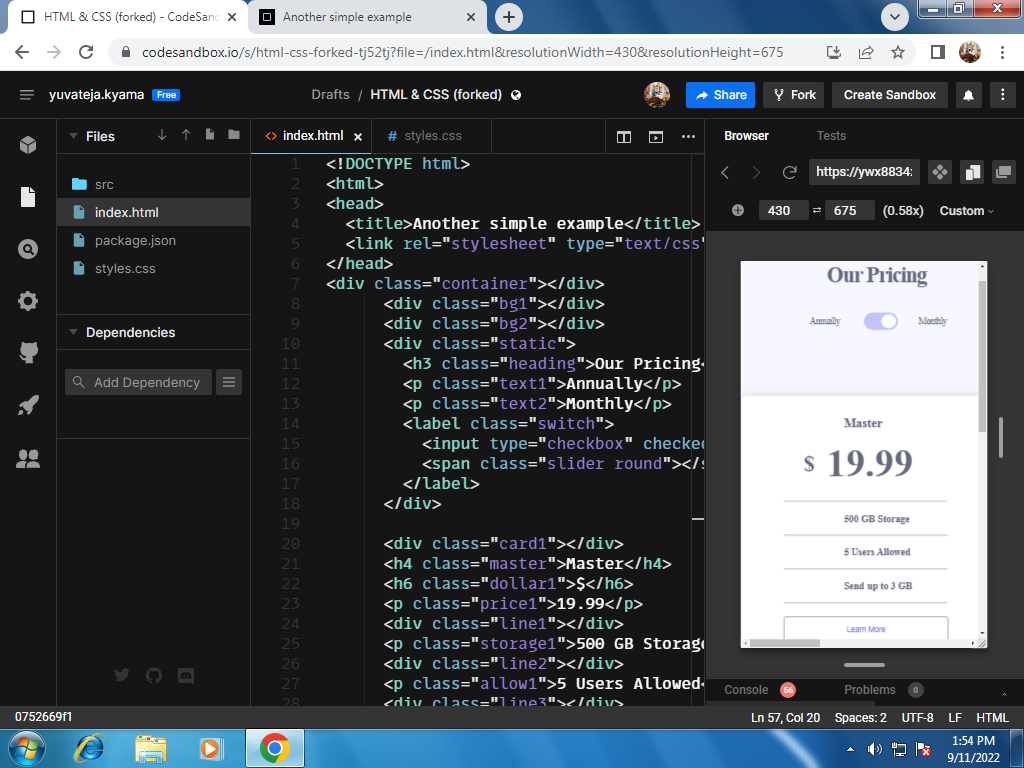 HTML & CSS (forked) - CodeSan
Another simple example
codesandbox.io/s/html-css-forked-tj52tj?file=/index.html&resolutionWidth=430&resolutionHeight=675
yuvateja.kyama Free
Drafts / HTML & CSS (forked)
Share
Fork
Create Sandbox
Files
index.html
styles.css
Browser
Tests
src
index.html
package.json
styles.css
Dependencies
Add Dependency
1 <!DOCTYPE html>
2 <html>
3 <head>
4 <title>Another simple example</title>
5 <link rel="stylesheet" type="text/css"
6 </head>
7 <div class="container"></div>
8 <div class="bg1"></div>
9 <div class="bg2"></div>
10 <div class="static">
11 <h3 class="heading">Our Pricing<
12 <p class="text1">Annually</p>
13 <p class="text2">Monthly</p>
14 <label class="switch">
15 <input type="checkbox" checke
16 <span class="slider round"></
17 </label>
18 </div>
19
20 <div class="card1"></div>
21 <h4 class="master">Master</h4>
22 <h6 class="dollar1">$</h6>
23 <p class="price1">19.99</p>
24 <div class="line1"></div>
25 <p class="storage1">500 GB Storag
26 <div class="line2"></div>
27 <p class="allow1">5 Users Allowed<
28 <div class="line3"></div>
https://ywx8834
430 ⇄ 675 (0.58x) Custom
Our Pricing
Annually Monthly
Master
$ 19.99
500 GB Storage
5 Users Allowed
Send up to 3 GB
Learn More
Console 56 Problems 0
0752669f1
Ln 57, Col 20 Spaces: 2 UTF-8 LF HTML
1:54 PM
9/11/2022